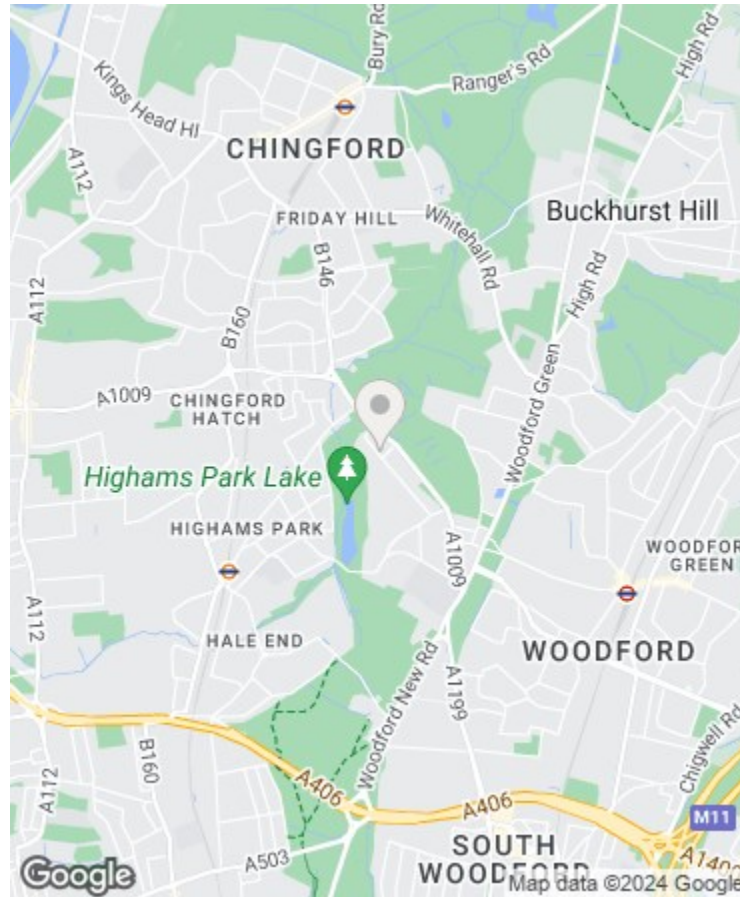 Bury Rd
High Rd
Ranger's Rd
Kings Head Hl
CHINGFORD
A112
FRIDAY HILL
Whitehall Rd
Buckhurst Hill
B146
High Rd
A112
B160
Woodford Green
A1009
CHINGFORD
HATCH
Highams Park Lake
HIGHAMS PARK
A1009
WOODFOR
GREEN
A112
HALE END
WOODFORD
Woodford New Rd
A1199
Chigwell Rd
B160
A112
A406
A406
M11
A503
SOUTH
WOODFORD
A1400
Google
Map data ©2024 Google